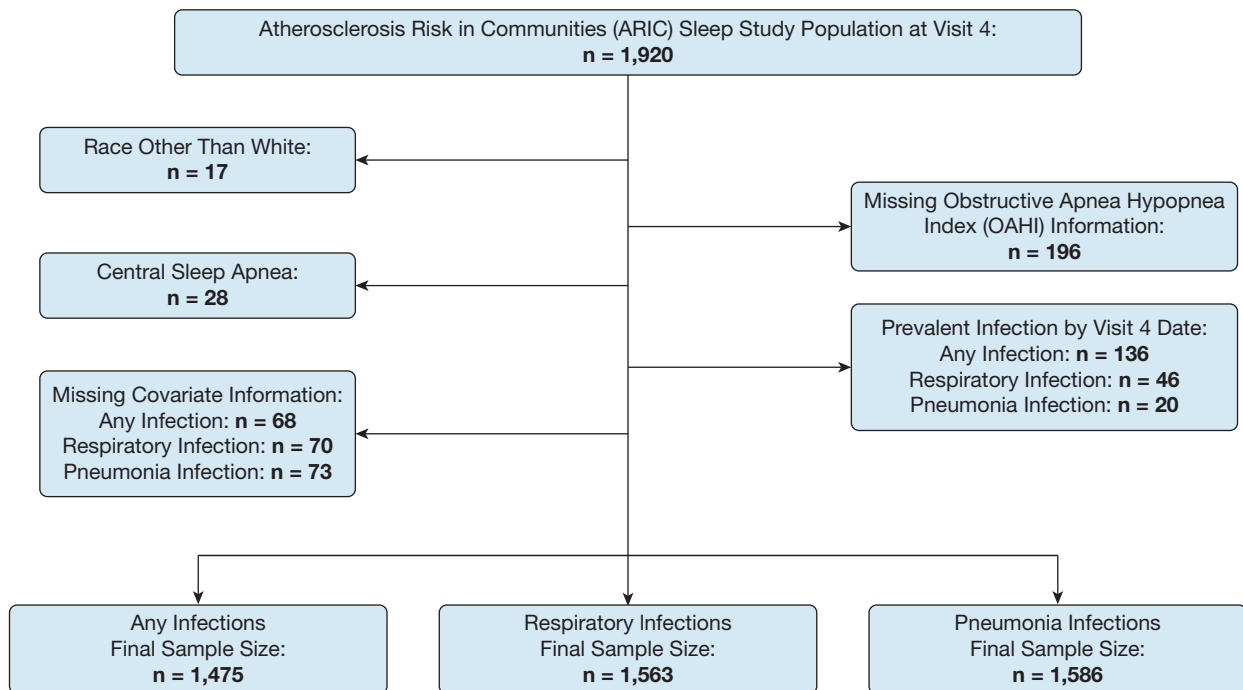 Atherosclerosis Risk in Communities (ARIC) Sleep Study Population at Visit 4:
n = 1,920
Race Other Than White:
n = 17
Missing Obstructive Apnea Hypopnea
Index (OAHI) Information:
n = 196
Central Sleep Apnea:
n = 28
Prevalent Infection by Visit 4 Date:
Any Infection: n = 136
Respiratory Infection: n = 46
Pneumonia Infection: n = 20
Missing Covariate Information:
Any Infection: n = 68
Respiratory Infection: n = 70
Pneumonia Infection: n = 73
Any Infections
Final Sample Size:
n = 1,475
Respiratory Infections
Final Sample Size:
n = 1,563
Pneumonia Infections
Final Sample Size:
n = 1,586